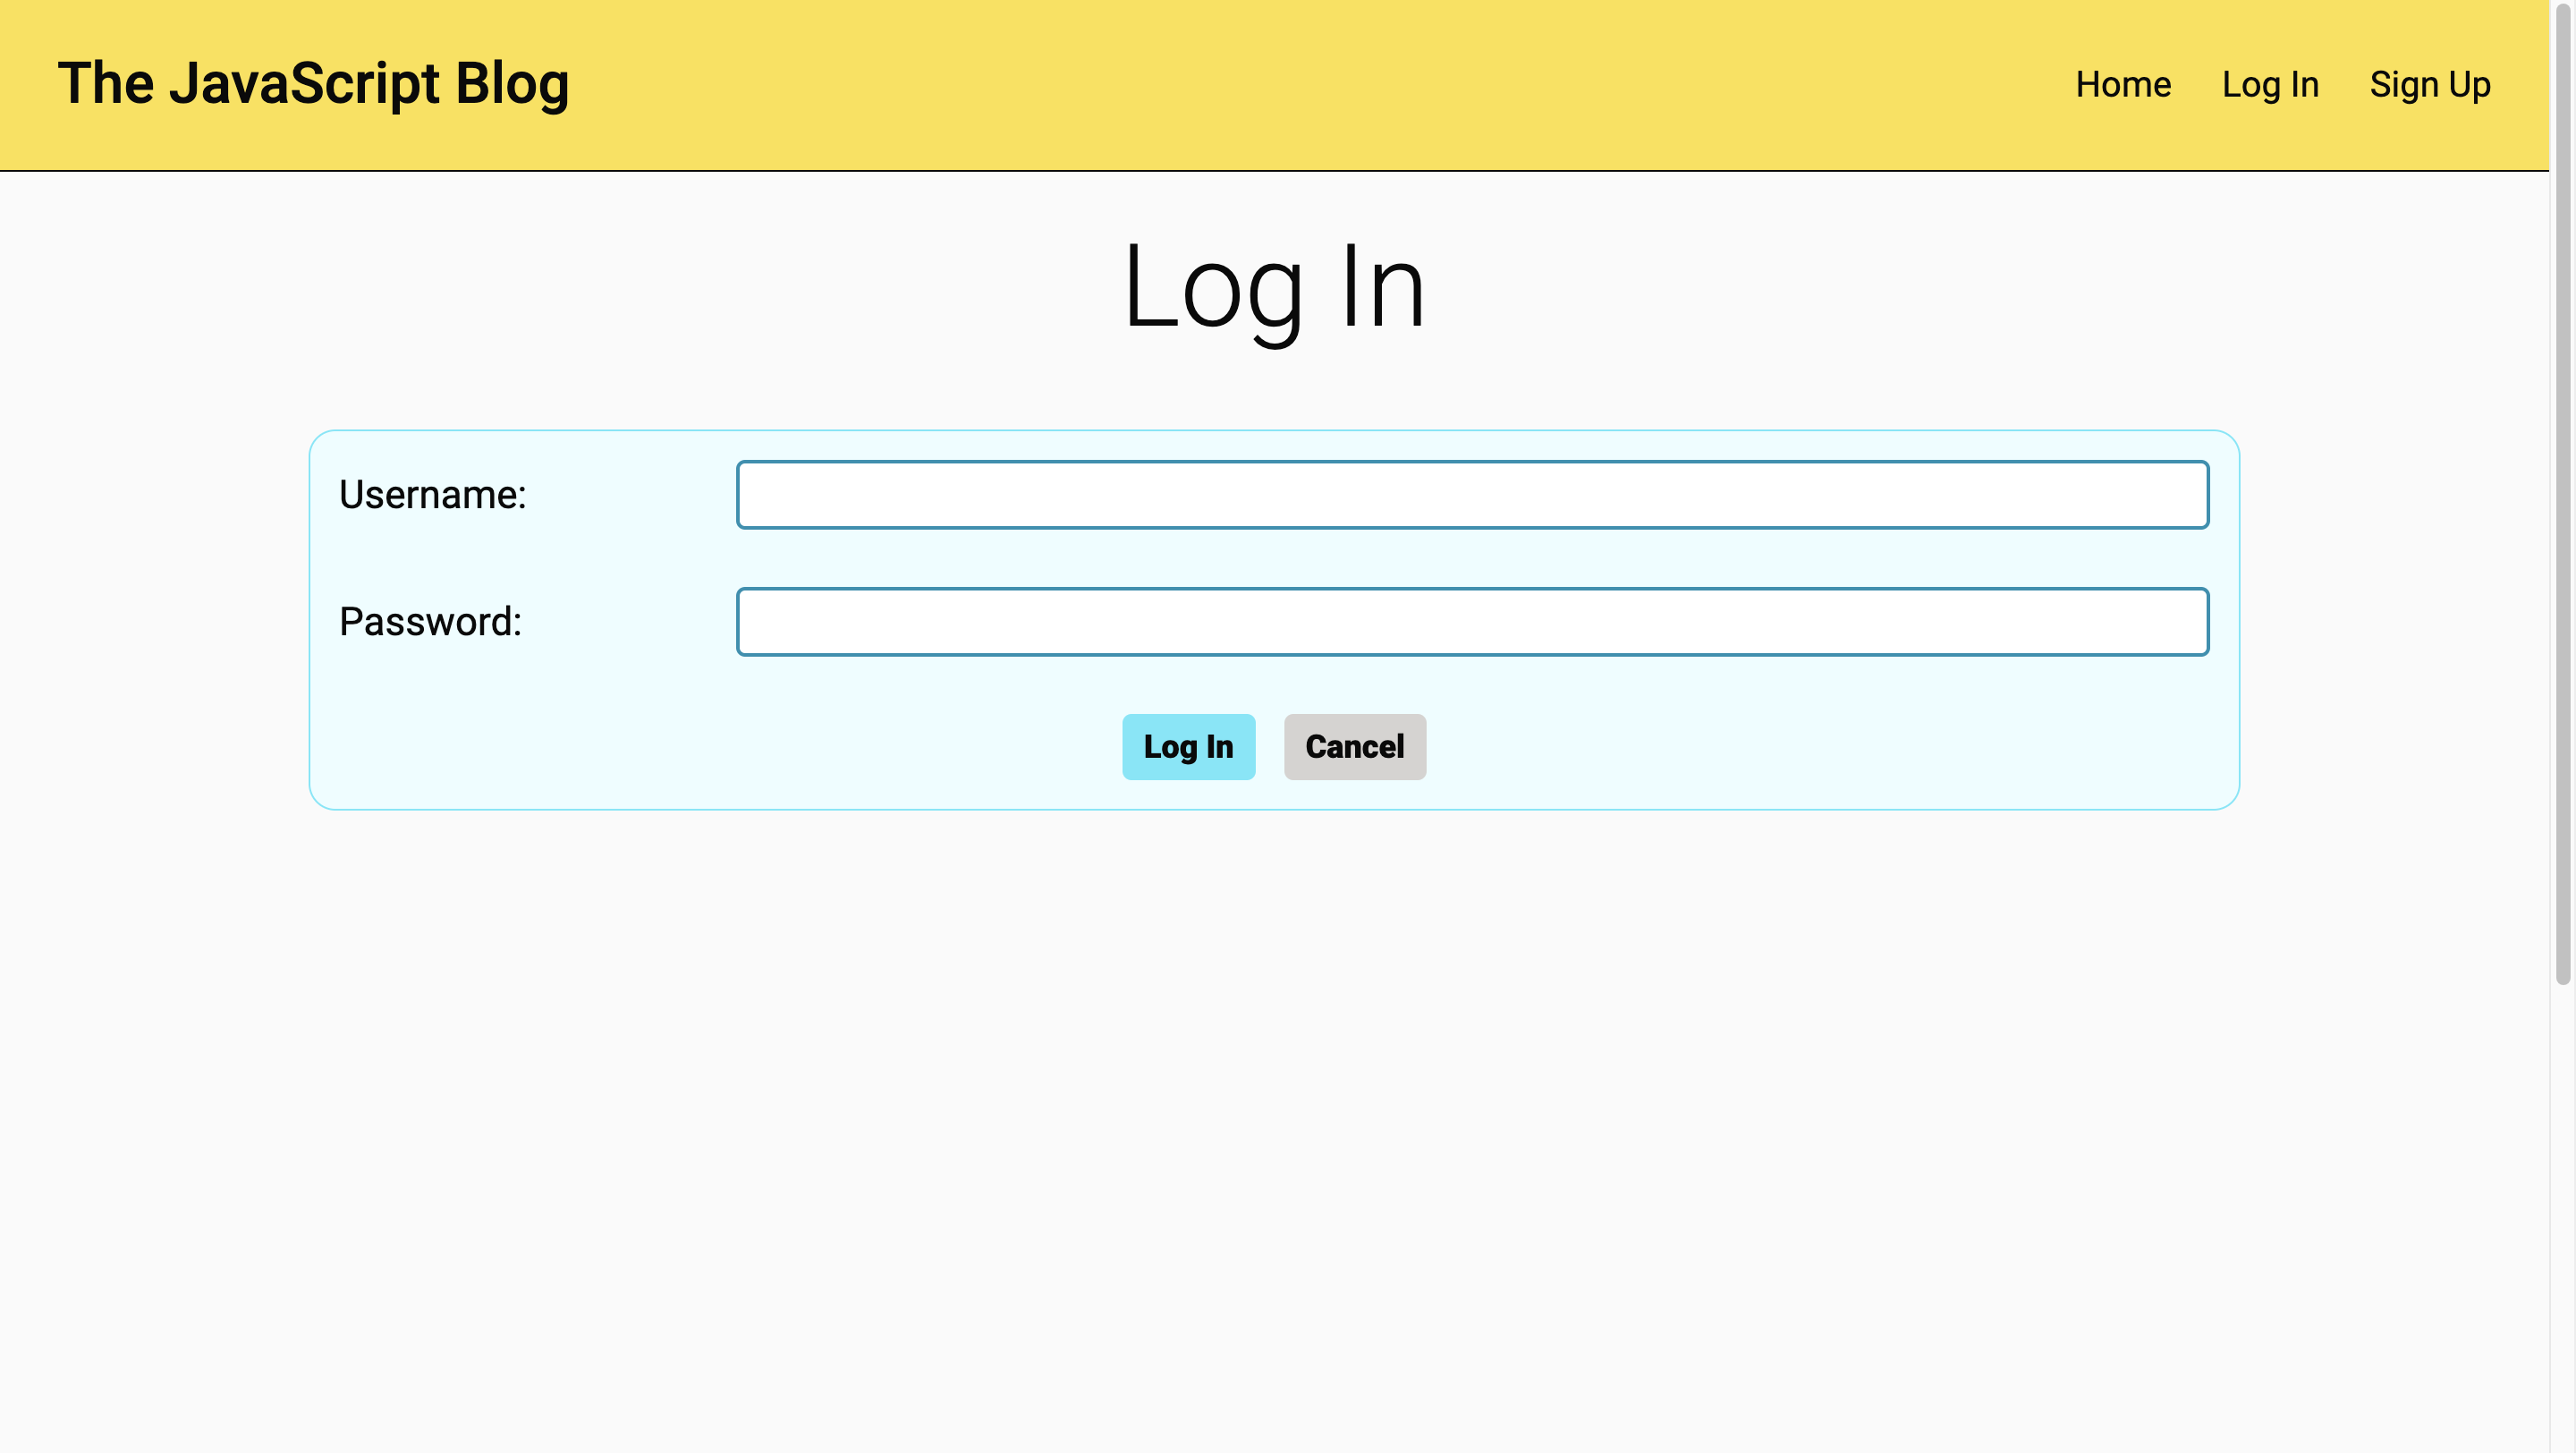 The JavaScript Blog
Home Log In Sign Up
Log In
Username:
Password:
Log In Cancel